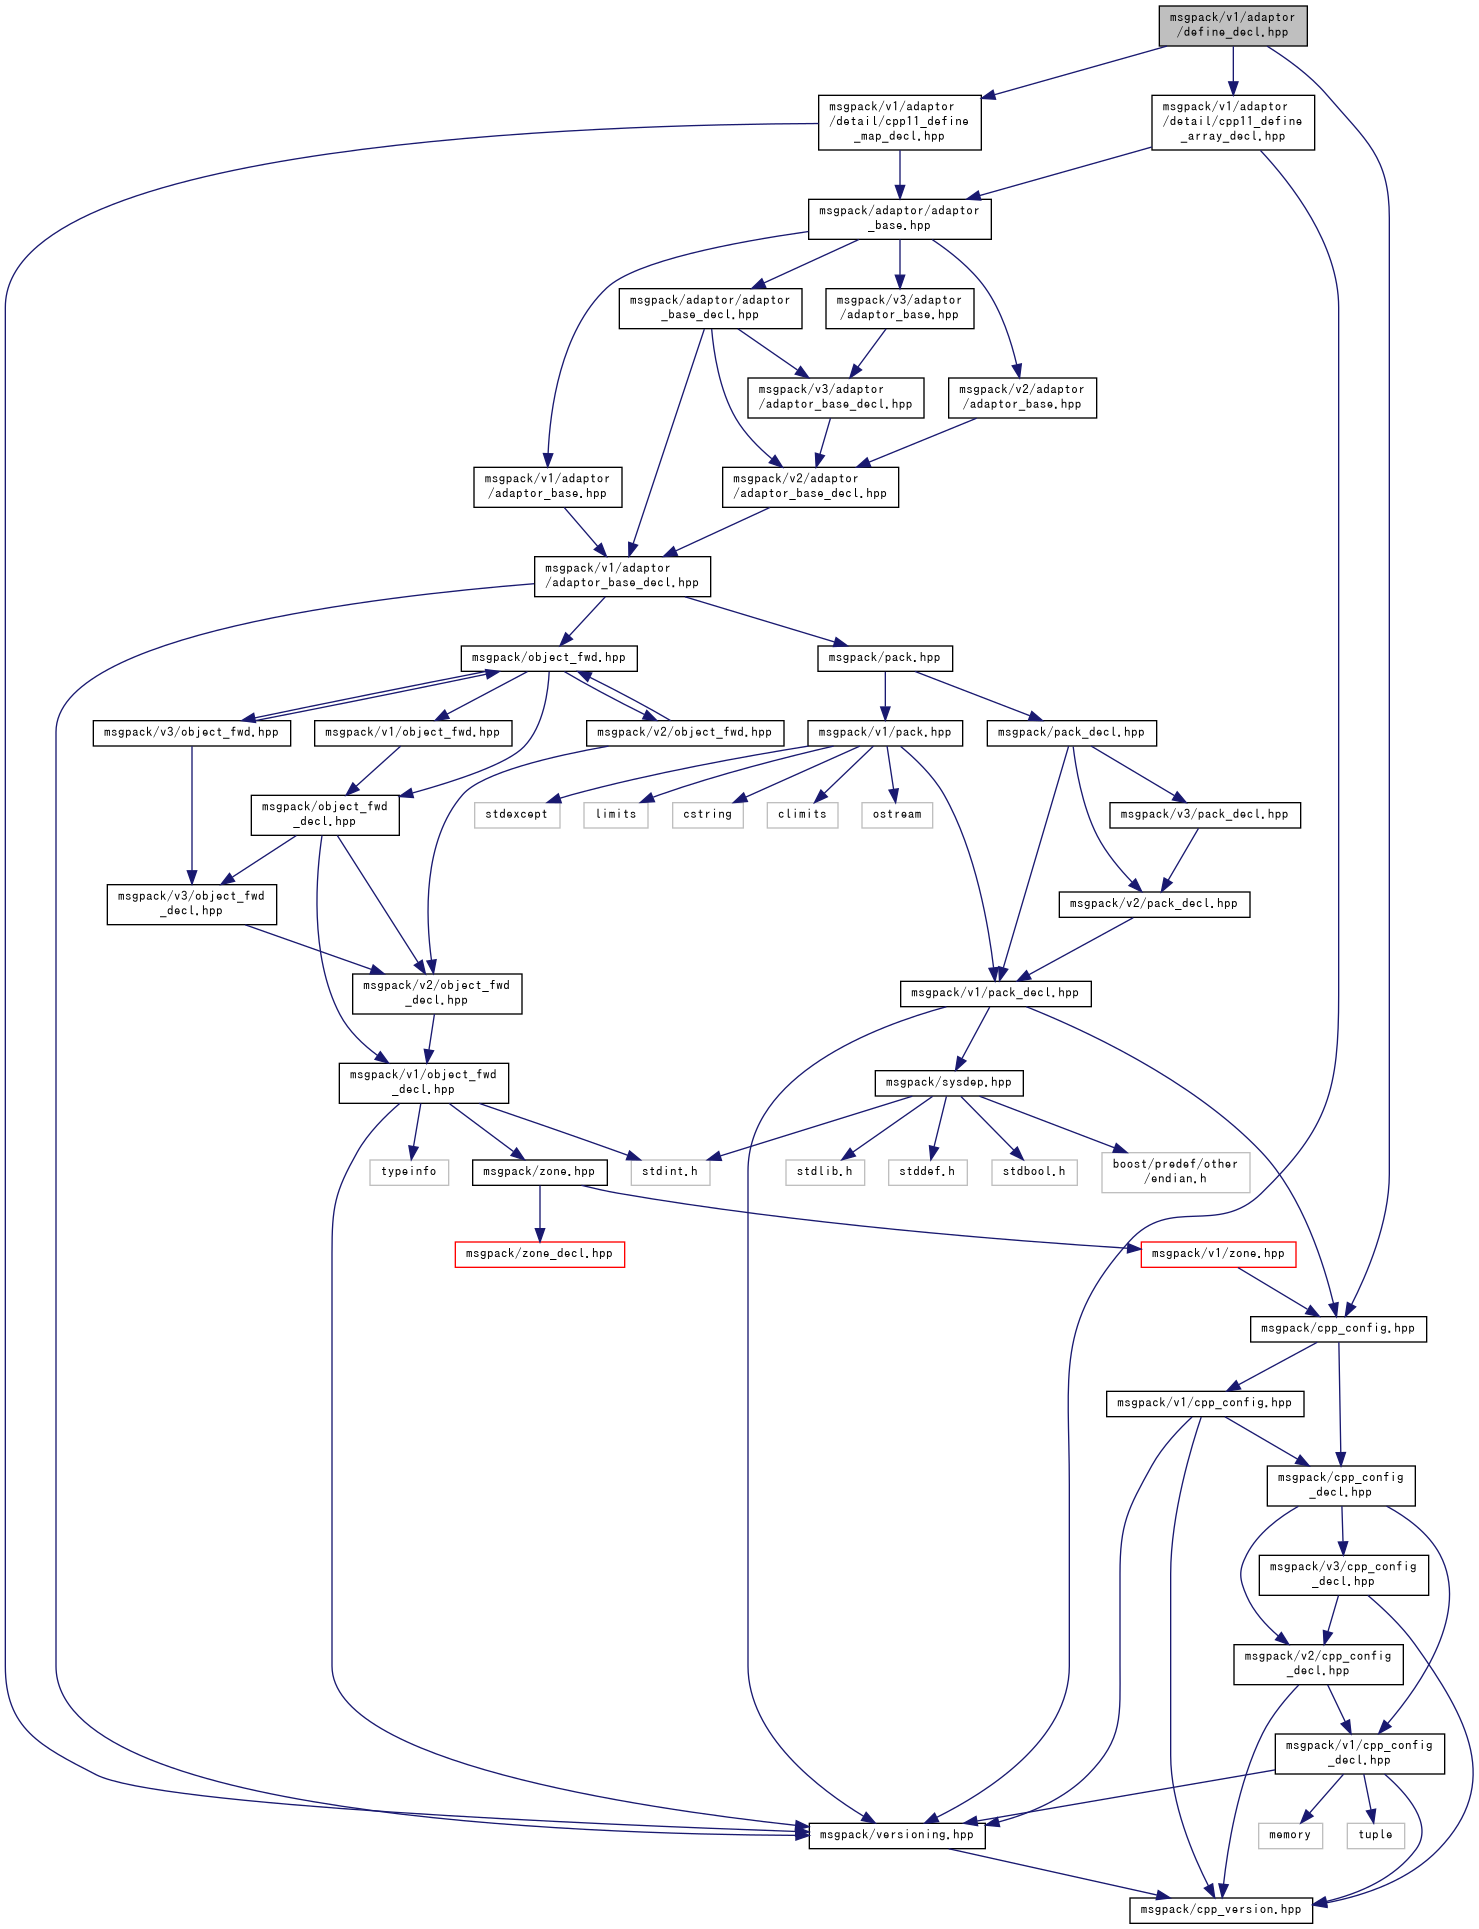 msgpack/v1/adaptor
/define_decl.hpp
msgpack/v1/adaptor
/detail/cpp11_define
_map_decl.hpp
msgpack/v1/adaptor
/detail/cpp11_define
_array_decl.hpp
msgpack/adaptor/adaptor
_base.hpp
msgpack/adaptor/adaptor
_base_decl.hpp
msgpack/v3/adaptor
/adaptor_base.hpp
msgpack/v3/adaptor
/adaptor_base_decl.hpp
msgpack/v2/adaptor
/adaptor_base.hpp
msgpack/v1/adaptor
/adaptor_base.hpp
msgpack/v2/adaptor
/adaptor_base_decl.hpp
msgpack/v1/adaptor
/adaptor_base_decl.hpp
msgpack/object_fwd.hpp
msgpack/pack.hpp
msgpack/v3/object_fwd.hpp
msgpack/v1/object_fwd.hpp
msgpack/v2/object_fwd.hpp
msgpack/v1/pack.hpp
msgpack/pack_decl.hpp
msgpack/object_fwd
_decl.hpp
stdexcept
limits
cstring
climits
ostream
msgpack/v3/pack_decl.hpp
msgpack/v3/object_fwd
_decl.hpp
msgpack/v2/pack_decl.hpp
msgpack/v2/object_fwd
_decl.hpp
msgpack/v1/pack_decl.hpp
msgpack/v1/object_fwd
_decl.hpp
msgpack/sysdep.hpp
typeinfo
msgpack/zone.hpp
stdint.h
stdlib.h
stddef.h
stdbool.h
boost/predef/other
/endian.h
msgpack/zone_decl.hpp
msgpack/v1/zone.hpp
msgpack/cpp_config.hpp
msgpack/v1/cpp_config.hpp
msgpack/cpp_config
_decl.hpp
msgpack/v3/cpp_config
_decl.hpp
msgpack/v2/cpp_config
_decl.hpp
msgpack/v1/cpp_config
_decl.hpp
msgpack/versioning.hpp
memory
tuple
msgpack/cpp_version.hpp